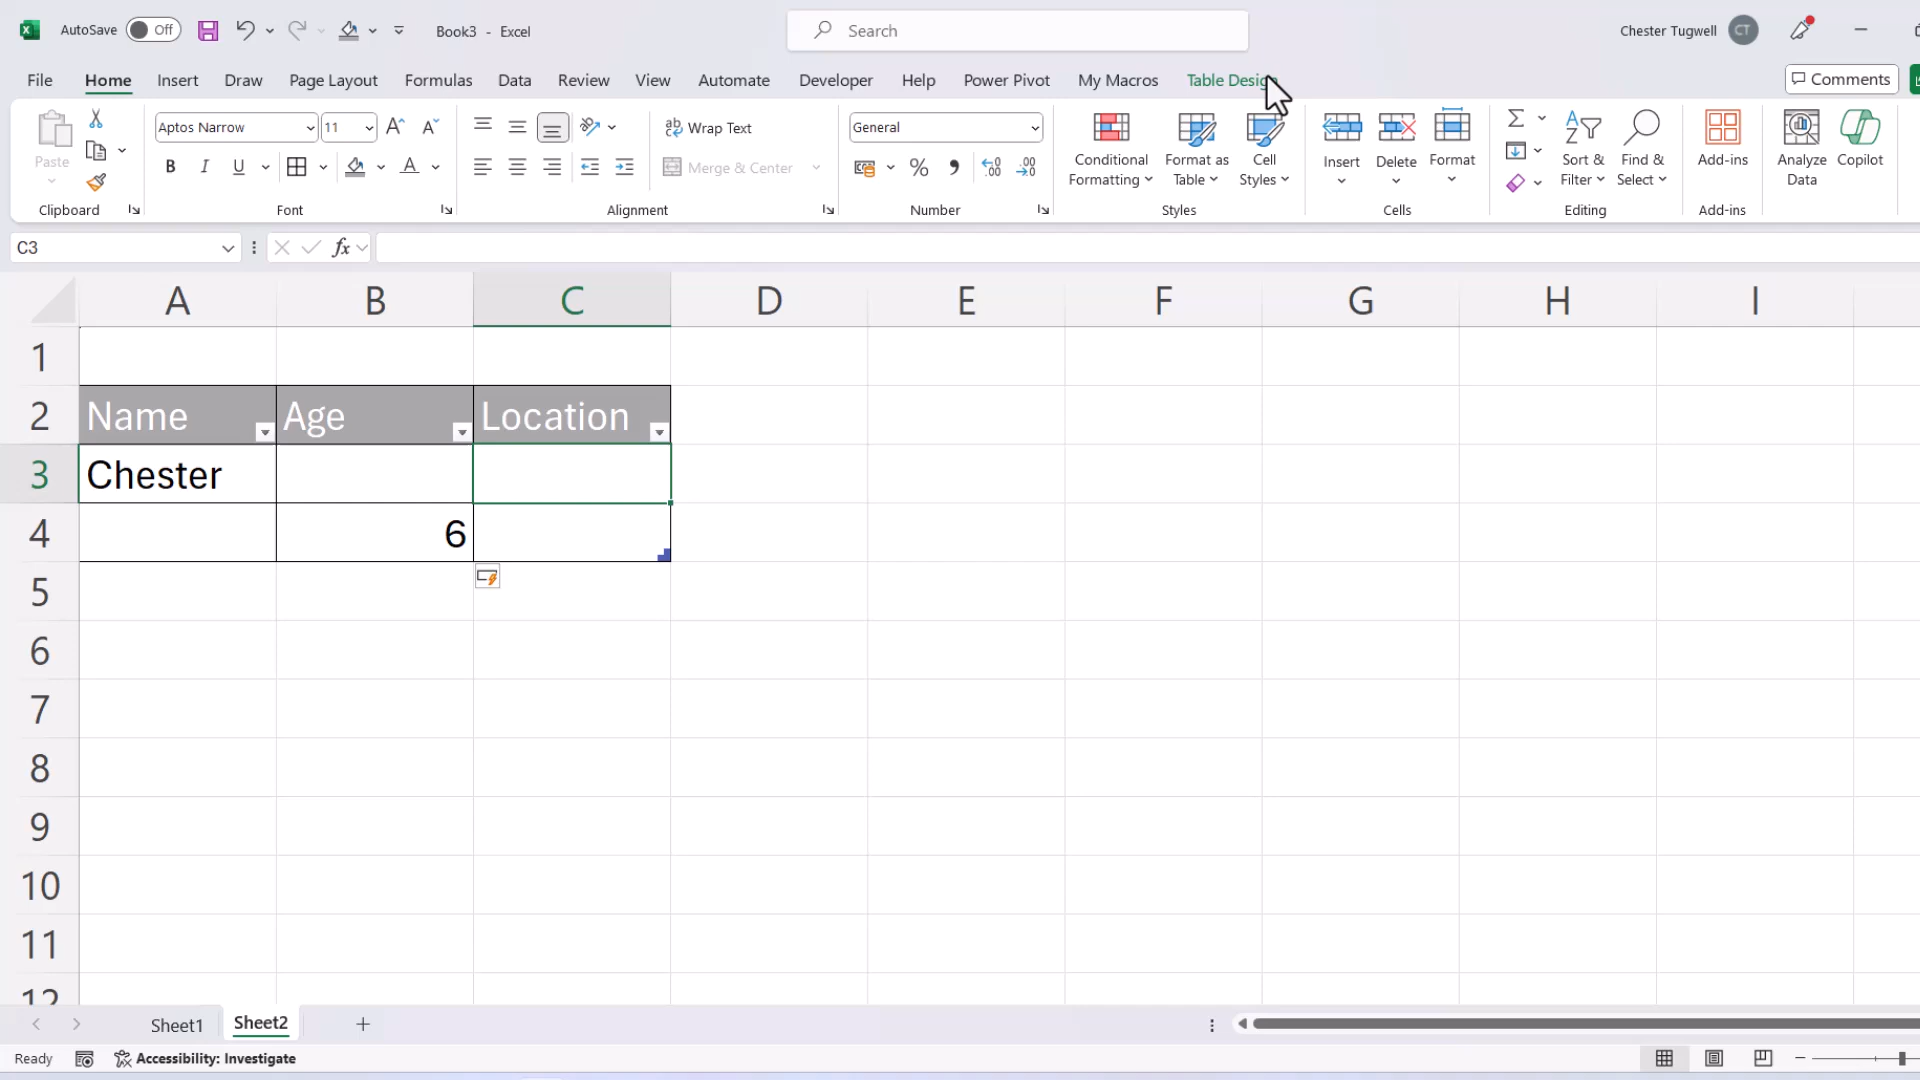 AutoSave Off Book3 - Excel Search Chester Tugwell CT
File Home Insert Draw Page Layout Formulas Data Review View Automate Developer Help Power Pivot My Macros Table Design Comments
Paste Aptos Narrow 11 Wrap Text General Conditional Formatting Format as Table Cell Styles Insert Delete Format Sort & Filter Find & Select Add-ins Analyze Data Copilot
B I U A Merge & Center %
Clipboard Font Alignment Number Styles Cells Editing Add-ins
C3 fx
A B C D E F G H I
1
2 Name Age Location
3 Chester
4 6
5
6
7
8
9
10
11
12
Sheet1 Sheet2
Ready Accessibility: Investigate